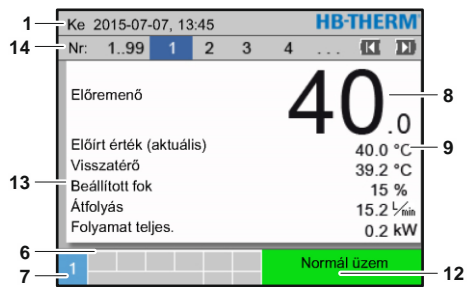 1 Ke 2015-07-07, 13:45 HB-THERM
14 Nr: 1..99 1 2 3 4 ...
Előremenő 40.0 8
Előírt érték (aktuális) 40.0 °C 9
Visszatérő 39.2 °C
13 Beállított fok 15 %
Átfolyás 15.2 L/min
Folyamat teljes. 0.2 kW
6
7 1 Normál üzem 12